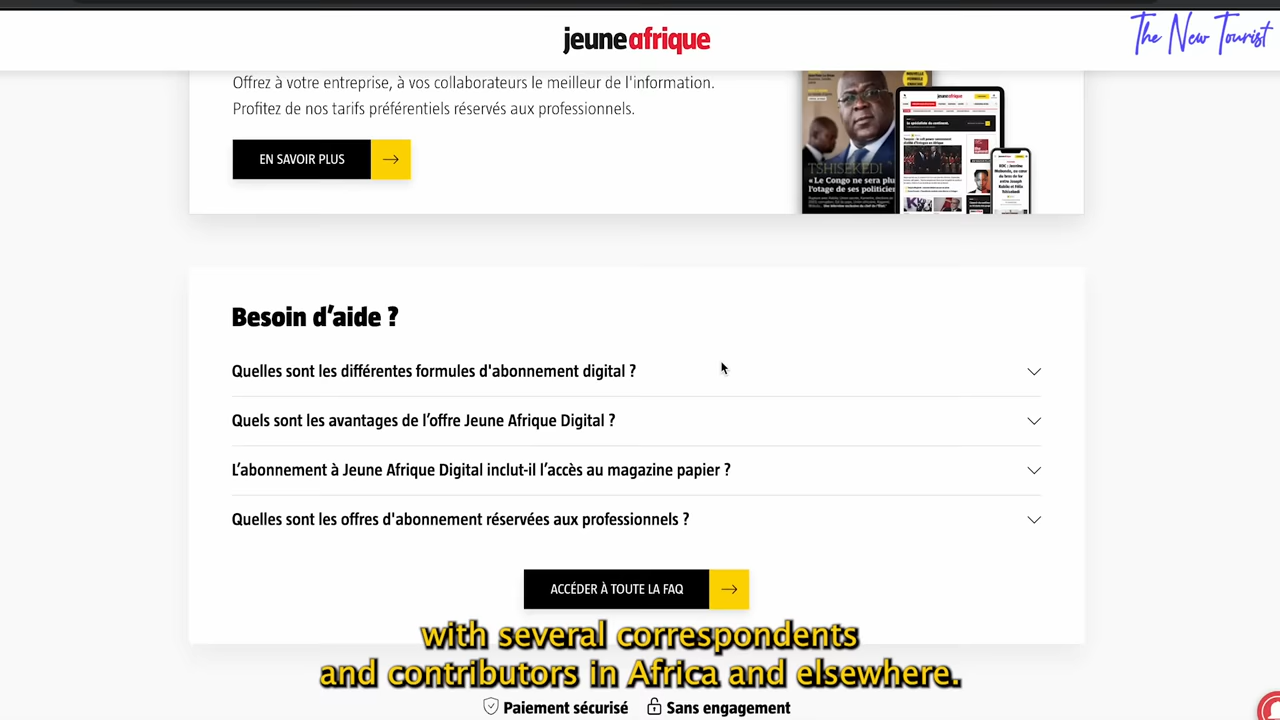 jeuneafrique
The New Tourist
Offrez à votre entreprise, à vos collaborateurs le meilleur de l'information.
de nos tarifs préférentiels réservés aux professionnels.
EN SAVOIR PLUS
TSHISEKEDI
« Le Congo ne sera plus
l'otage de ses politiciens
jeuneafrique
Besoin d’aide ?
Quelles sont les différentes formules d'abonnement digital ?
Quels sont les avantages de l’offre Jeune Afrique Digital ?
L’abonnement à Jeune Afrique Digital inclut-il l’accès au magazine papier ?
Quelles sont les offres d'abonnement réservées aux professionnels ?
ACCÉDER À TOUTE LA FAQ
with several correspondents
and contributors in Africa and elsewhere.
Paiement sécurisé Sans engagement